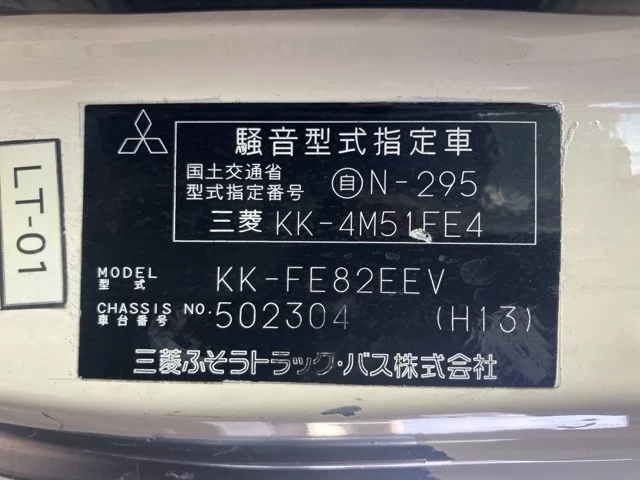 騒音型式指定車
国土交通省
型式指定番号 自N-295
三菱 KK-4M51FE4
MODEL
型式 KK-FE82EEV
CHASSIS NO.
車台番号 502304 (H13)
三菱ふそうトラック・バス株式会社
LT-01